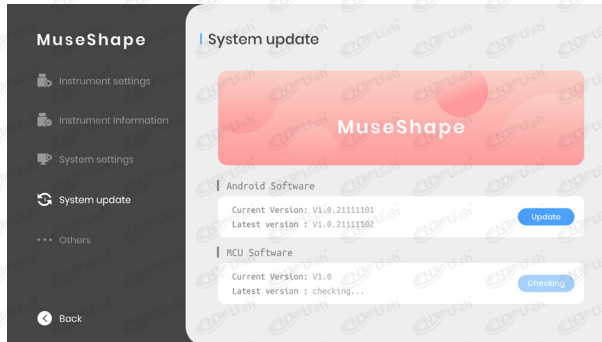 MuseShape
Instrument settings
Instrument Information
System settings
System update
Others
Back
System update
MuseShape
Android Software
Current Version: V1.0.21111101
Latest version : V1.0.21111102
Update
MCU Software
Current Version: V1.0
Latest version : checking...
Checking